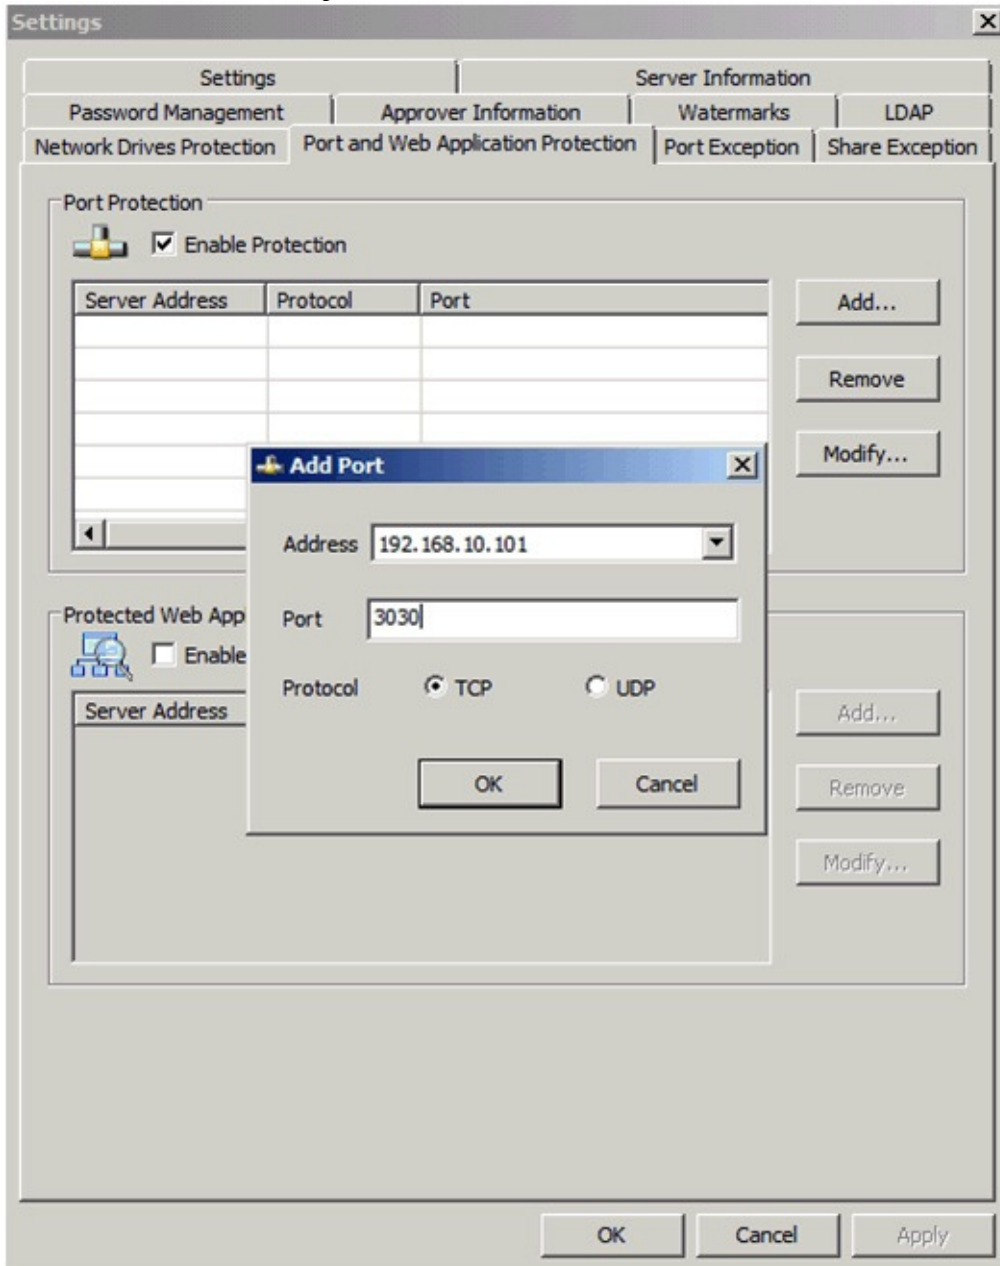 Settings
Settings Server Information
Password Management Approver Information Watermarks LDAP
Network Drives Protection Port and Web Application Protection Port Exception Share Exception
Port Protection
Enable Protection
Server Address Protocol Port
Add...
Remove
Modify...
Add Port
Address 192.168.10.101
Port 3030
Protocol TCP UDP
OK Cancel
Protected Web App
Enable
Server Address
Add...
Remove
Modify...
OK Cancel Apply